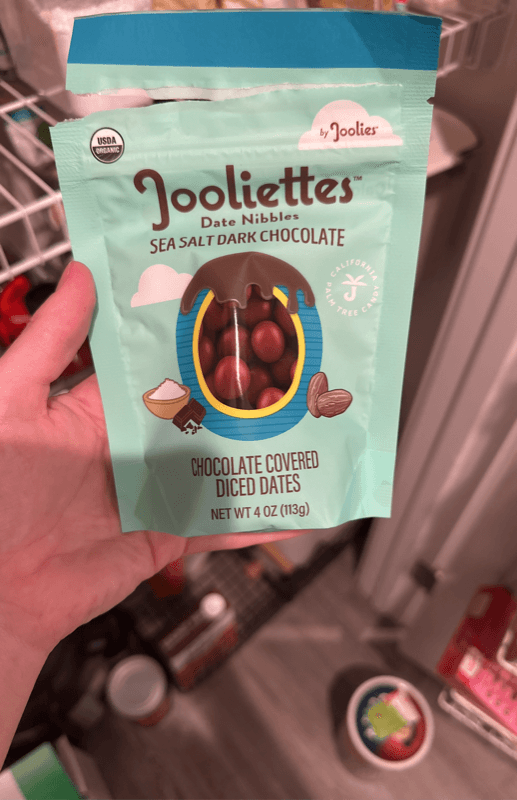 USDA
ORGANIC
by Joolies
Jooliettes™
Date Nibbles
SEA SALT DARK CHOCOLATE
CALIFORNIA
PALM TREE CANDY
CHOCOLATE COVERED
DICED DATES
NET WT 4 OZ (113g)